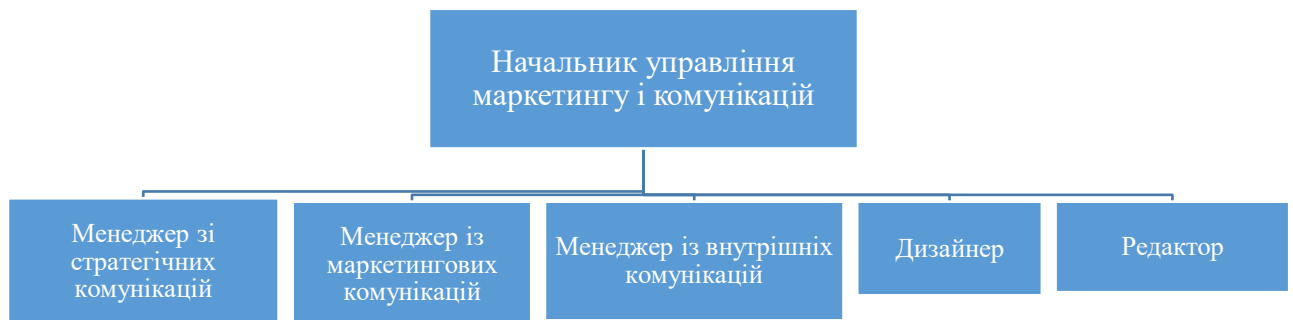 Начальник управління
маркетингу і комунікацій
Менеджер зі
стратегічних
комунікацій
Менеджер із
маркетингових
комунікацій
Менеджер із внутрішніх
комунікацій
Дизайнер
Редактор